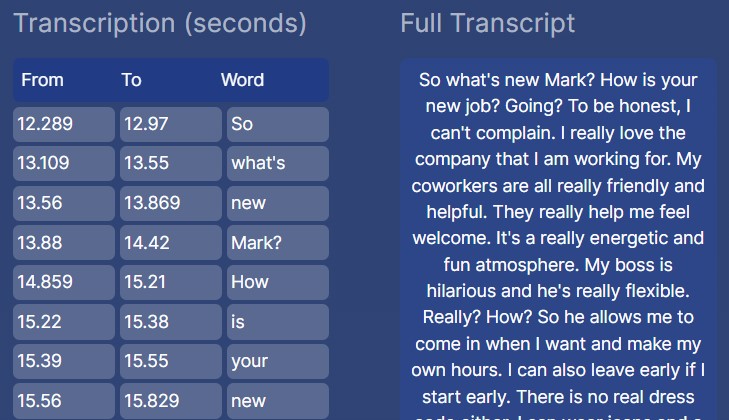 Transcription (seconds)
From To Word
12.289 12.97 So
13.109 13.55 what's
13.56 13.869 new
13.88 14.42 Mark?
14.859 15.21 How
15.22 15.38 is
15.39 15.55 your
15.56 15.829 new
Full Transcript
So what's new Mark? How is your
new job? Going? To be honest, I
can't complain. I really love the
company that I am working for. My
coworkers are all really friendly and
helpful. They really help me feel
welcome. It's a really energetic and
fun atmosphere. My boss is
hilarious and he's really flexible.
Really? How? So he allows me to
come in when I want and make my
own hours. I can also leave early if I
start early. There is no real dress